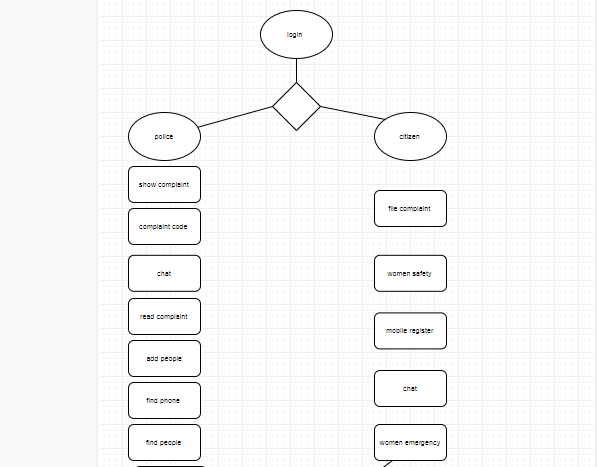 login
police
citizen
show complaint
file complaint
complaint code
chat
women safety
read complaint
mobile register
add people
chat
find phone
find people
women emergency